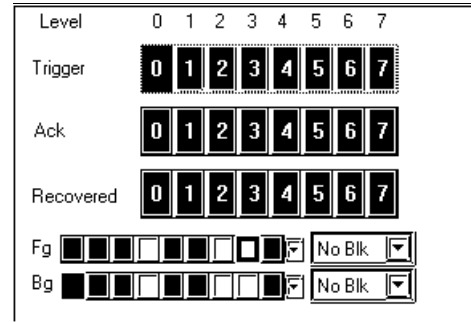 Level 0 1 2 3 4 5 6 7
Trigger 0 1 2 3 4 5 6 7
Ack 0 1 2 3 4 5 6 7
Recovered 0 1 2 3 4 5 6 7
Fg No Blk
Bg No Blk